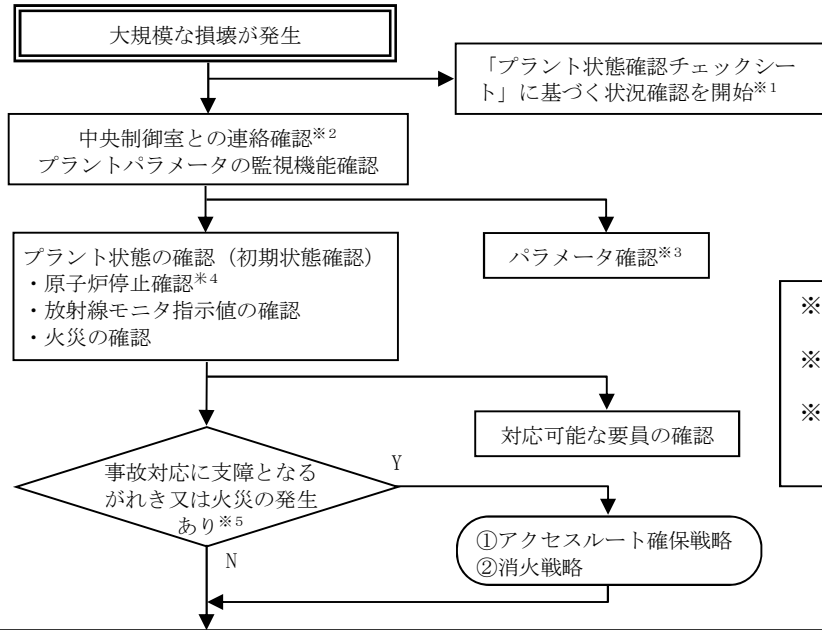 大規模な損壊が発生
「プラント状態確認チェックシー
ト」に基づく状況確認を開始※1
中央制御室との連絡確認※2
プラントパラメータの監視機能確認
プラント状態の確認（初期状態確認）
・原子炉停止確認※4
・放射線モニタ指示値の確認
・火災の確認
パラメータ確認※3
※
※
※
対応可能な要員の確認
事故対応に支障となる
がれき又は火災の発生
あり※5
Y
①アクセスルート確保戦略
②消火戦略
N